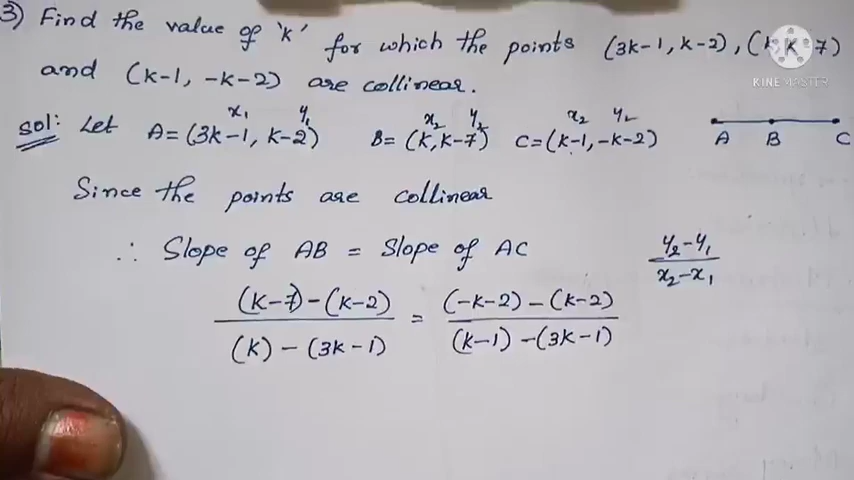 3) Find the value of 'k' for which the points (3k-1, k-2), (k, k-7)
KINEMASTER
and (k-1, -k-2) are collinear.
x₁ y₁ x₂ y₂ x₂ y₂
Sol: Let A=(3k-1, k-2) B=(k, k-7) C=(k-1, -k-2)
A B C
Since the points are collinear
∴ Slope of AB = Slope of AC
(y₂-y₁)/(x₂-x₁)
((k-7)-(k-2))/((k)-(3k-1)) = ((-k-2)-(k-2))/((k-1)-(3k-1))